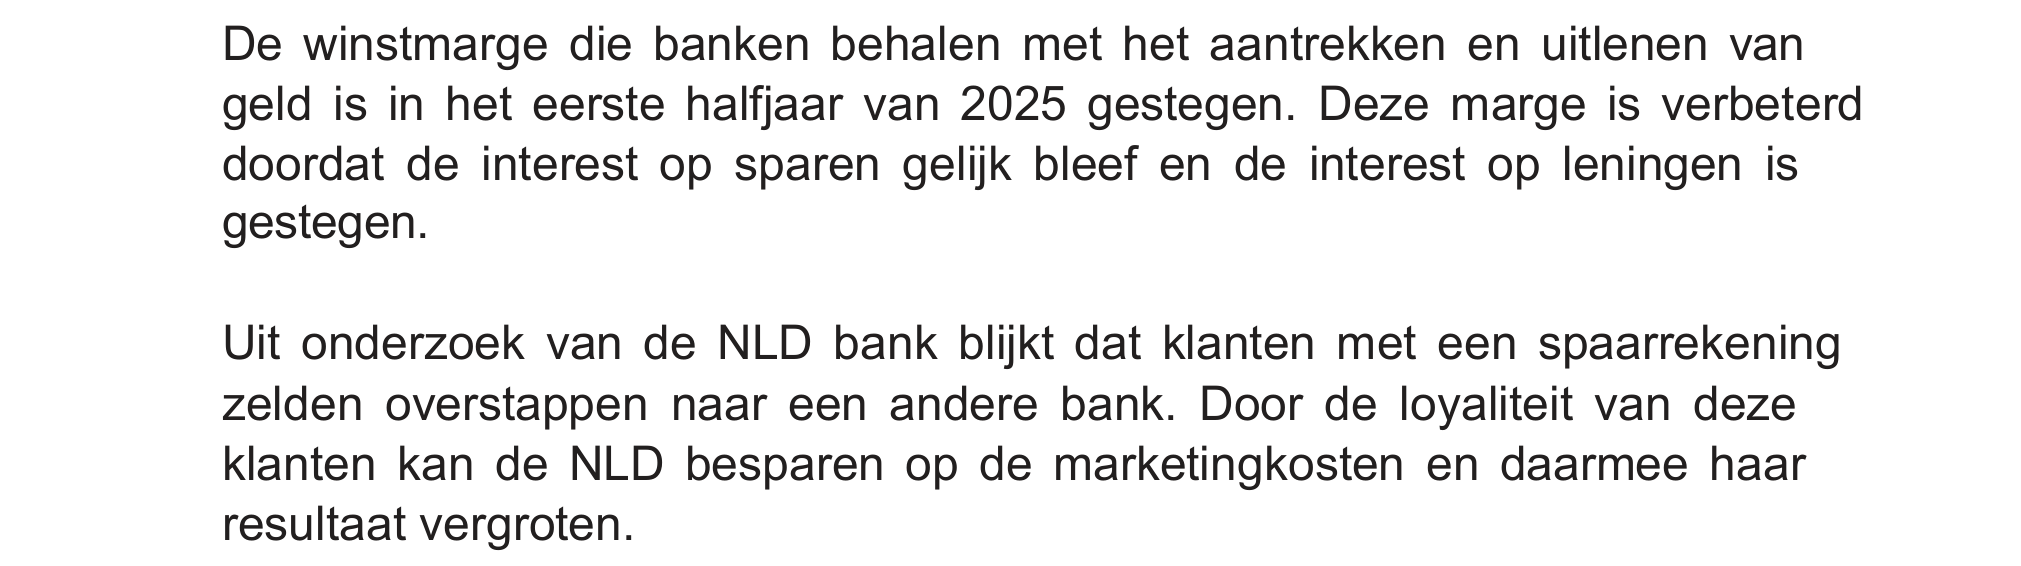 De winstmarge die banken behalen met het aantrekken en uitlenen van
geld is in het eerste halfjaar van 2025 gestegen. Deze marge is verbeterd
doordat de interest op sparen gelijk bleef en de interest op leningen is
gestegen.
Uit onderzoek van de NLD bank blijkt dat klanten met een spaarrekening
zelden overstappen naar een andere bank. Door de loyaliteit van deze
klanten kan de NLD besparen op de marketingkosten en daarmee haar
resultaat vergroten.